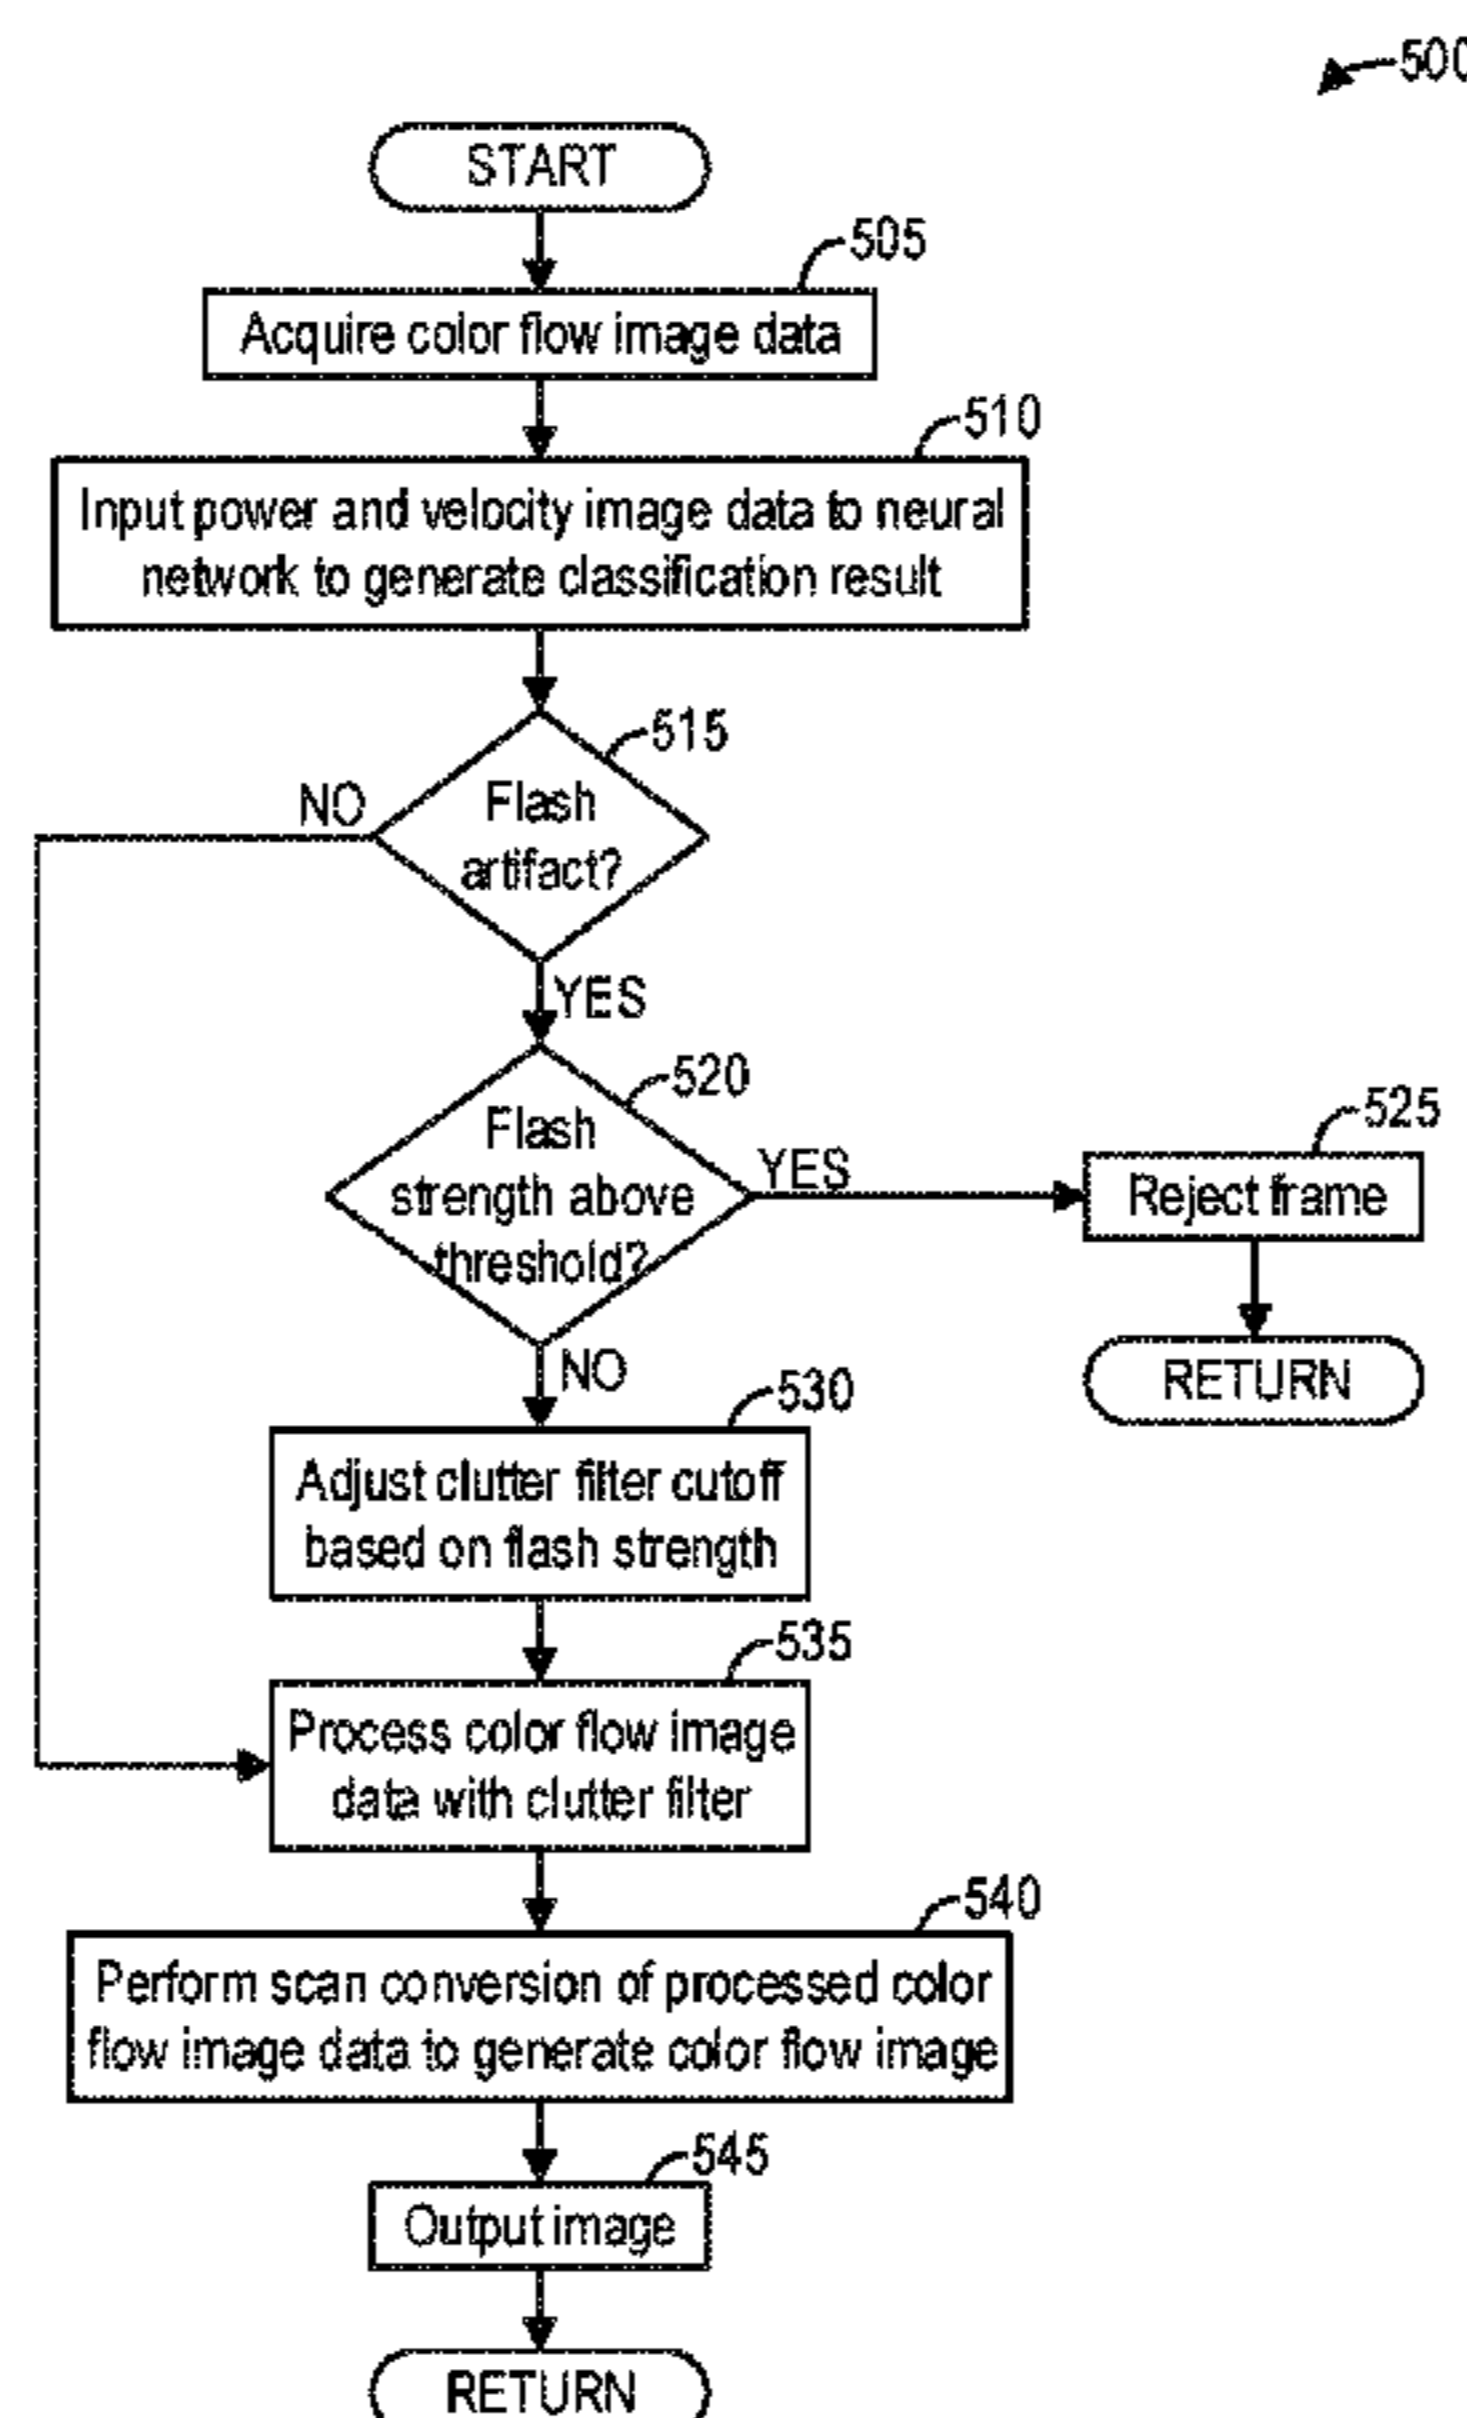 500
START
505
Acquire color flow image data
510
Input power and velocity image data to neural
network to generate classification result
515
NO
Flash
artifact?
YES
520
Flash
strength above
threshold?
YES
525
Reject frame
RETURN
NO
530
Adjust clutter filter cutoff
based on flash strength
535
Process color flow image
data with clutter filter
540
Perform scan conversion of processed color
flow image data to generate color flow image
545
Output image
RETURN